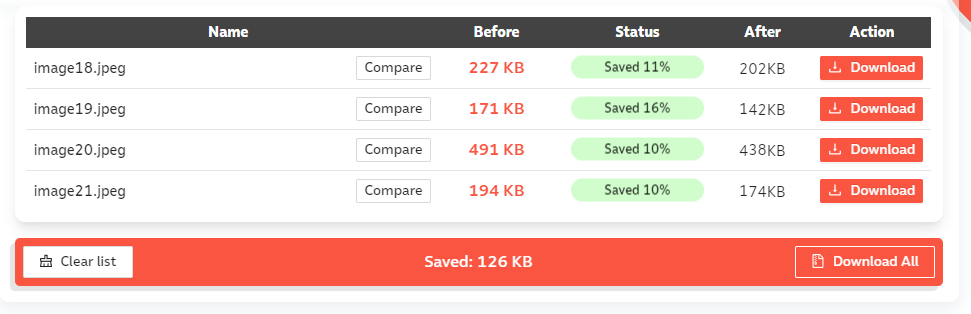 Name Before Status After Action
image18.jpeg Compare 227 KB Saved 11% 202KB Download
image19.jpeg Compare 171 KB Saved 16% 142KB Download
image20.jpeg Compare 491 KB Saved 10% 438KB Download
image21.jpeg Compare 194 KB Saved 10% 174KB Download
Clear list Saved: 126 KB Download All